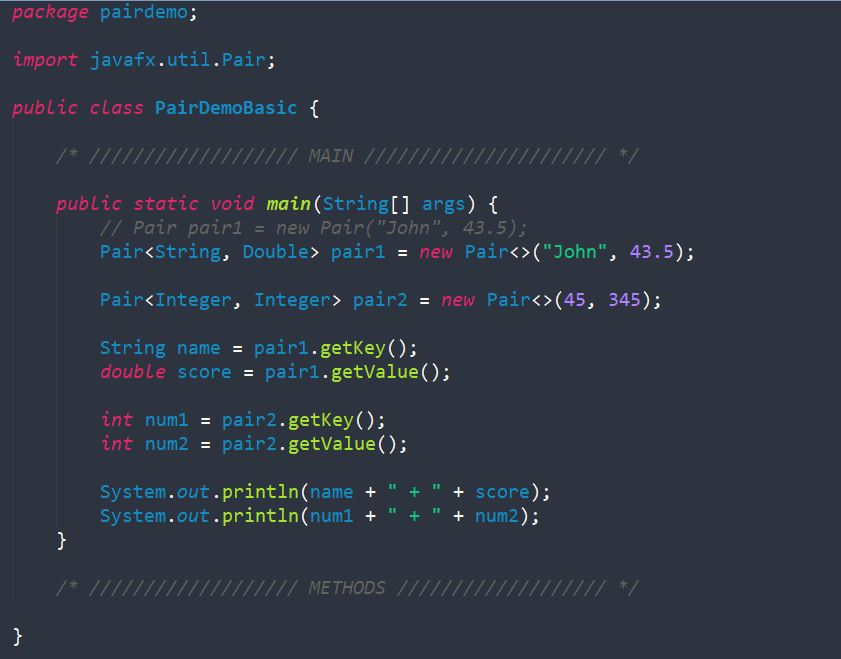 package pairdemo;
import javafx.util.Pair;
public class PairDemoBasic {
/* /////////////////// MAIN ////////////////////// */
public static void main(String[] args) {
// Pair pair1 = new Pair("John", 43.5);
Pair<String, Double> pair1 = new Pair<>("John", 43.5);
Pair<Integer, Integer> pair2 = new Pair<>(45, 345);
String name = pair1.getKey();
double score = pair1.getValue();
int num1 = pair2.getKey();
int num2 = pair2.getValue();
System.out.println(name + " + " + score);
System.out.println(num1 + " + " + num2);
}
/* /////////////////// METHODS /////////////////// */
}